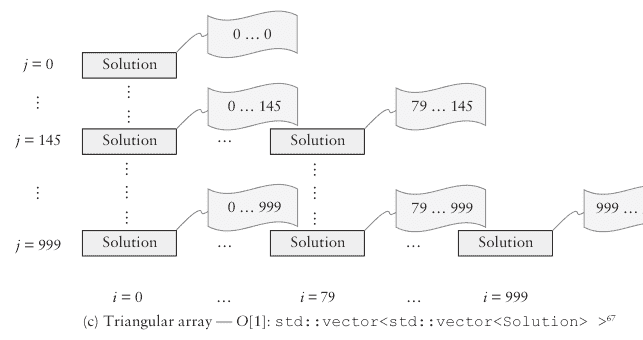 0 … 0
j = 0 Solution
⋮ ⋮
0 … 145 79 … 145
j = 145 Solution … Solution
⋮ ⋮ ⋮
0 … 999 79 … 999 999 …
j = 999 Solution … Solution … Solution
i = 0 … i = 79 … i = 999
(c) Triangular array — O[1]: std::vector<std::vector<Solution> >⁶⁷